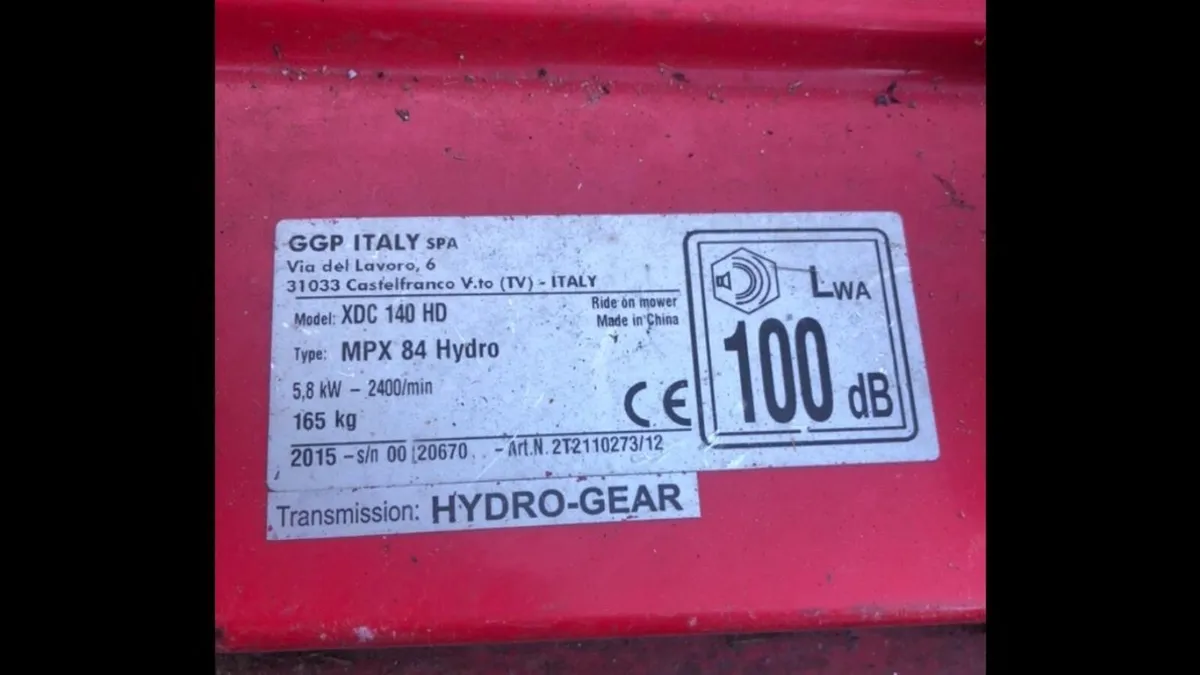 GGP ITALY SPA
Via del Lavoro, 6
31033 Castelfranco V.to (TV) - ITALY
Model: XDC 140 HD
Ride on mower
Made in China
Type: MPX 84 Hydro
5,8 kW - 2400/min
165 kg
CE
2015 - s/n 00 20670 - Art.N. 2T2110273/12
LWA
100 dB
Transmission: HYDRO-GEAR